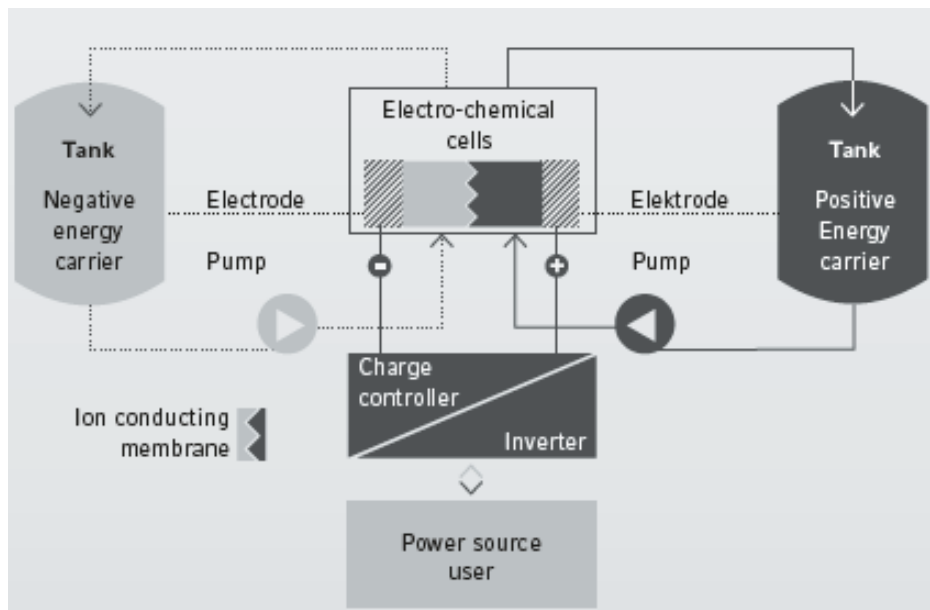 Electro-chemical
cells
Tank
Negative
energy
carrier
Electrode
Pump
Elektrode
Pump
Tank
Positive
Energy
carrier
Charge
controller
Inverter
Ion conducting
membrane
Power source
user